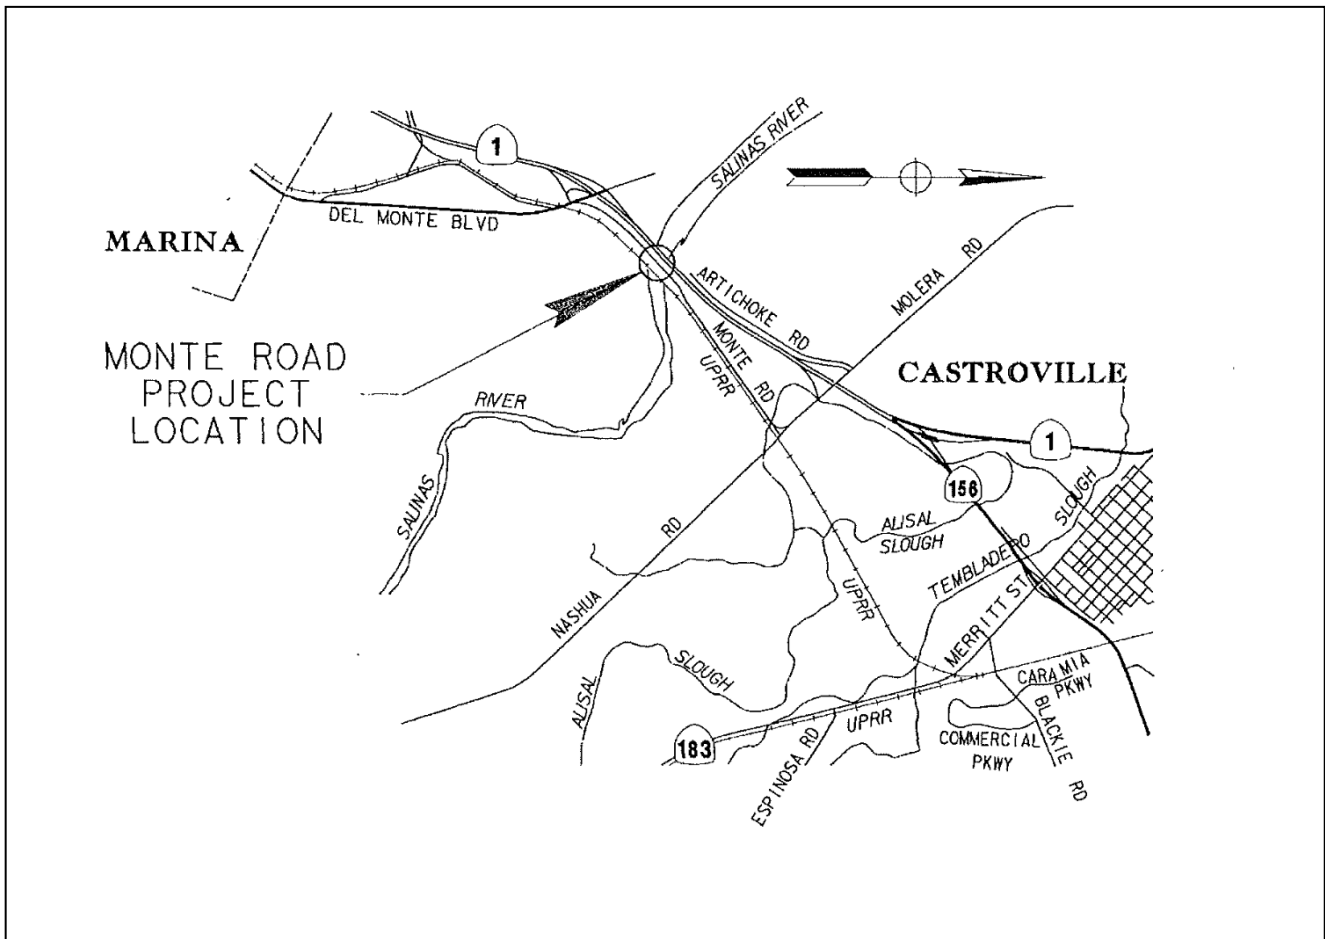 SALINAS RIVER
1
DEL MONTE BLVD
MARINA
MOLERA RD
ARTICHOKE RD
MONTE ROAD
PROJECT
LOCATION
MONTE RD
UPRR
CASTROVILLE
RIVER
SALINAS
1
156
NASHUA RD
ALISAL
SLOUGH
SLOUGH
TEMBLADERO
UPRR
MERRITT ST
ALISAL
SLOUGH
CARA MIA
PKWY
UPRR
183
ESPINOSA RD
COMMERCIAL
PKWY
BLACKIE RD